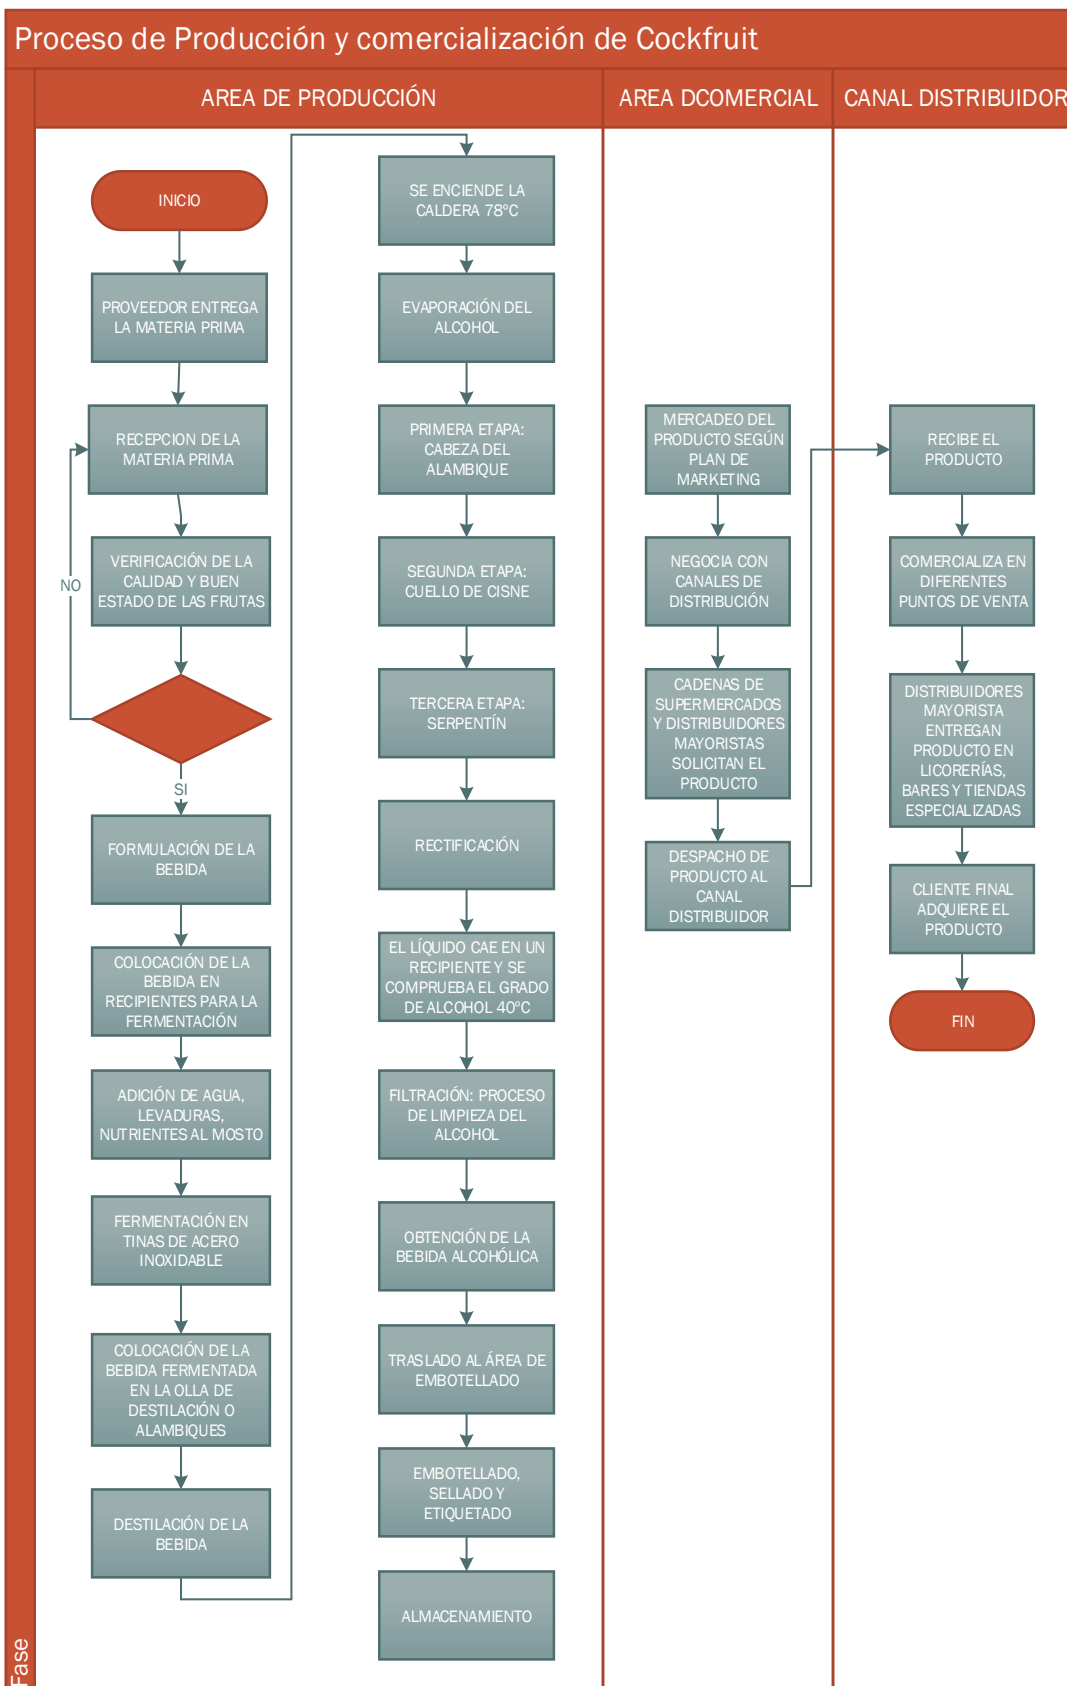 Proceso de Producción y comercialización de Cockfruit
AREA DE PRODUCCIÓN
AREA DCOMERCIAL
CANAL DISTRIBUIDOR
Fase
INICIO
PROVEEDOR ENTREGA
LA MATERIA PRIMA
RECEPCION DE LA
MATERIA PRIMA
VERIFICACIÓN DE LA
CALIDAD Y BUEN
ESTADO DE LAS FRUTAS
NO
SI
FORMULACIÓN DE LA
BEBIDA
COLOCACIÓN DE LA
BEBIDA EN
RECIPIENTES PARA LA
FERMENTACIÓN
ADICIÓN DE AGUA,
LEVADURAS,
NUTRIENTES AL MOSTO
FERMENTACIÓN EN
TINAS DE ACERO
INOXIDABLE
COLOCACIÓN DE LA
BEBIDA FERMENTADA
EN LA OLLA DE
DESTILACIÓN O
ALAMBIQUES
DESTILACIÓN DE LA
BEBIDA
SE ENCIENDE LA
CALDERA 78ºC
EVAPORACIÓN DEL
ALCOHOL
PRIMERA ETAPA:
CABEZA DEL
ALAMBIQUE
SEGUNDA ETAPA:
CUELLO DE CISNE
TERCERA ETAPA:
SERPENTÍN
RECTIFICACIÓN
EL LÍQUIDO CAE EN UN
RECIPIENTE Y SE
COMPRUEBA EL GRADO
DE ALCOHOL 40ºC
FILTRACIÓN: PROCESO
DE LIMPIEZA DEL
ALCOHOL
OBTENCIÓN DE LA
BEBIDA ALCOHÓLICA
TRASLADO AL ÁREA DE
EMBOTELLADO
EMBOTELLADO,
SELLADO Y
ETIQUETADO
ALMACENAMIENTO
MERCADEO DEL
PRODUCTO SEGÚN
PLAN DE
MARKETING
NEGOCIA CON
CANALES DE
DISTRIBUCIÓN
CADENAS DE
SUPERMERCADOS
Y DISTRIBUIDORES
MAYORISTAS
SOLICITAN EL
PRODUCTO
DESPACHO DE
PRODUCTO AL
CANAL
DISTRIBUIDOR
RECIBE EL
PRODUCTO
COMERCIALIZA EN
DIFERENTES
PUNTOS DE VENTA
DISTRIBUIDORES
MAYORISTA
ENTREGAN
PRODUCTO EN
LICORERÍAS,
BARES Y TIENDAS
ESPECIALIZADAS
CLIENTE FINAL
ADQUIERE EL
PRODUCTO
FIN